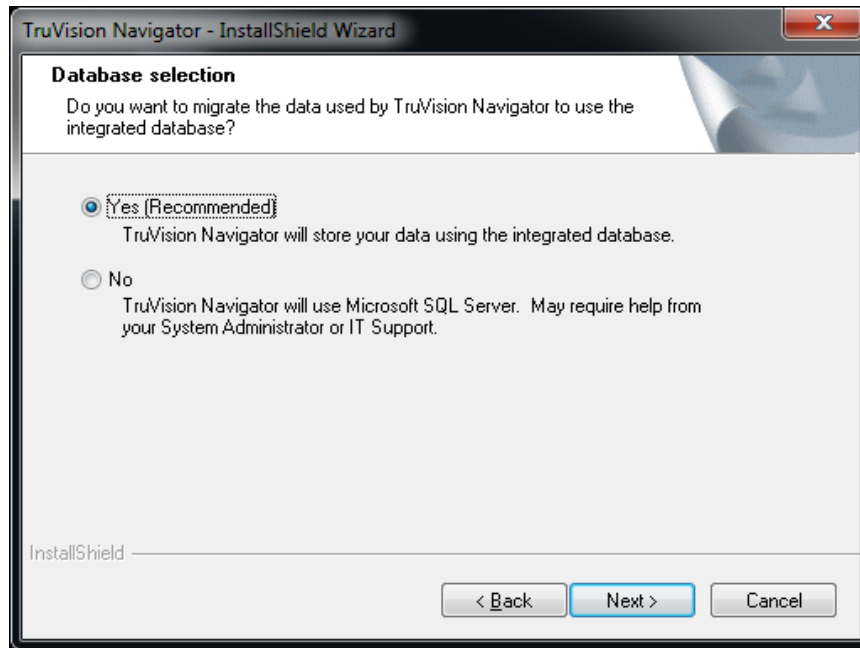 TruVision Navigator - InstallShield Wizard
Database selection
Do you want to migrate the data used by TruVision Navigator to use the
integrated database?
Yes (Recommended)
TruVision Navigator will store your data using the integrated database.
No
TruVision Navigator will use Microsoft SQL Server.  May require help from
your System Administrator or IT Support.
InstallShield
< Back
Next >
Cancel